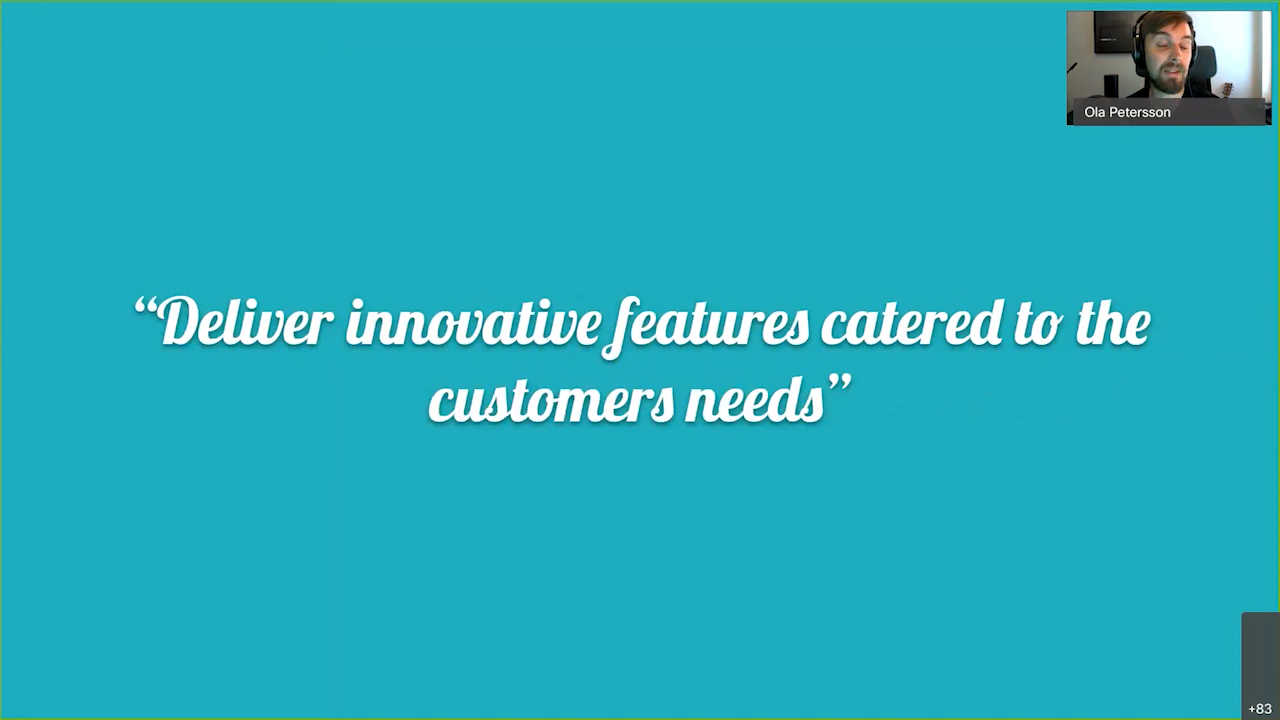 Ola Petersson
“Deliver innovative features catered to the
customers needs”
+83